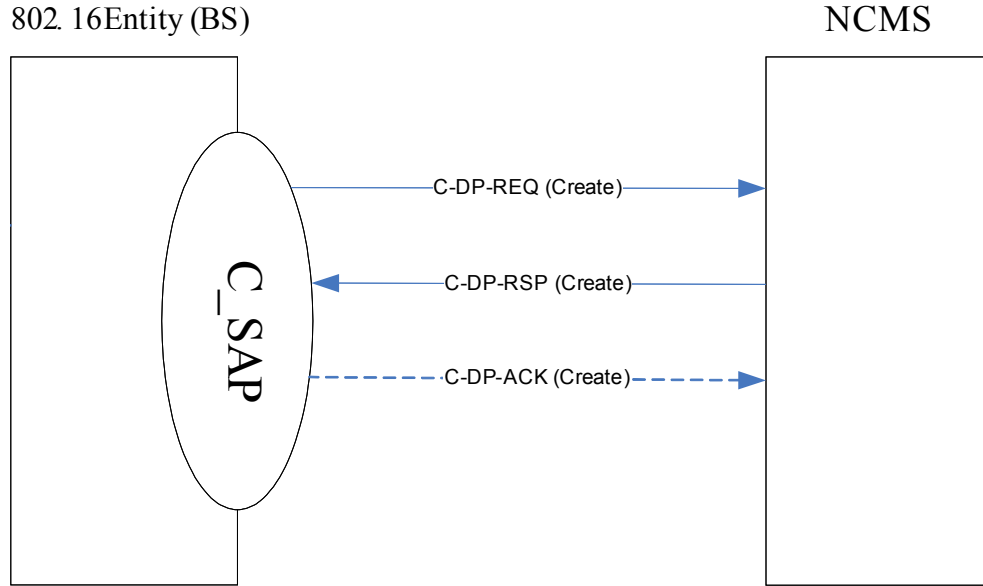 802. 16Entity (BS)
NCMS
C-DP-REQ (Create)
C-DP-RSP (Create)
C_SAP
C-DP-ACK (Create)